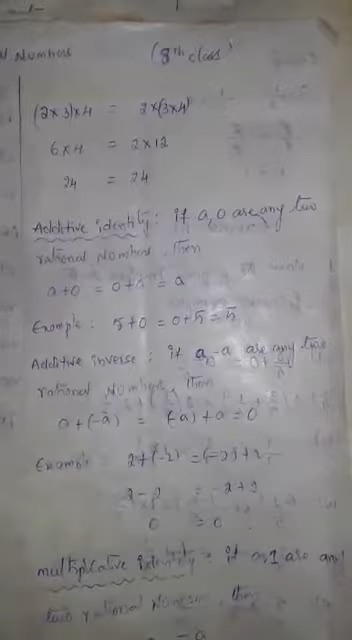 Numbers (8th class)
(2×3)×4 = 2×(3×4)
6×4 = 2×12
24 = 24
Additive identity: if a,0 are any two
rational Numbers, then
a+0 = 0+a = a
Example: 5+0 = 0+5 = 5
Additive inverse: if a, -a are any two
rational Numbers, then
a+(-a) = (-a)+a = 0
Example: 2+(-2) = (-2)+2
2-2 = -2+2
0 = 0
multiplicative identity: if a,1 are any
two rational Numbers, then